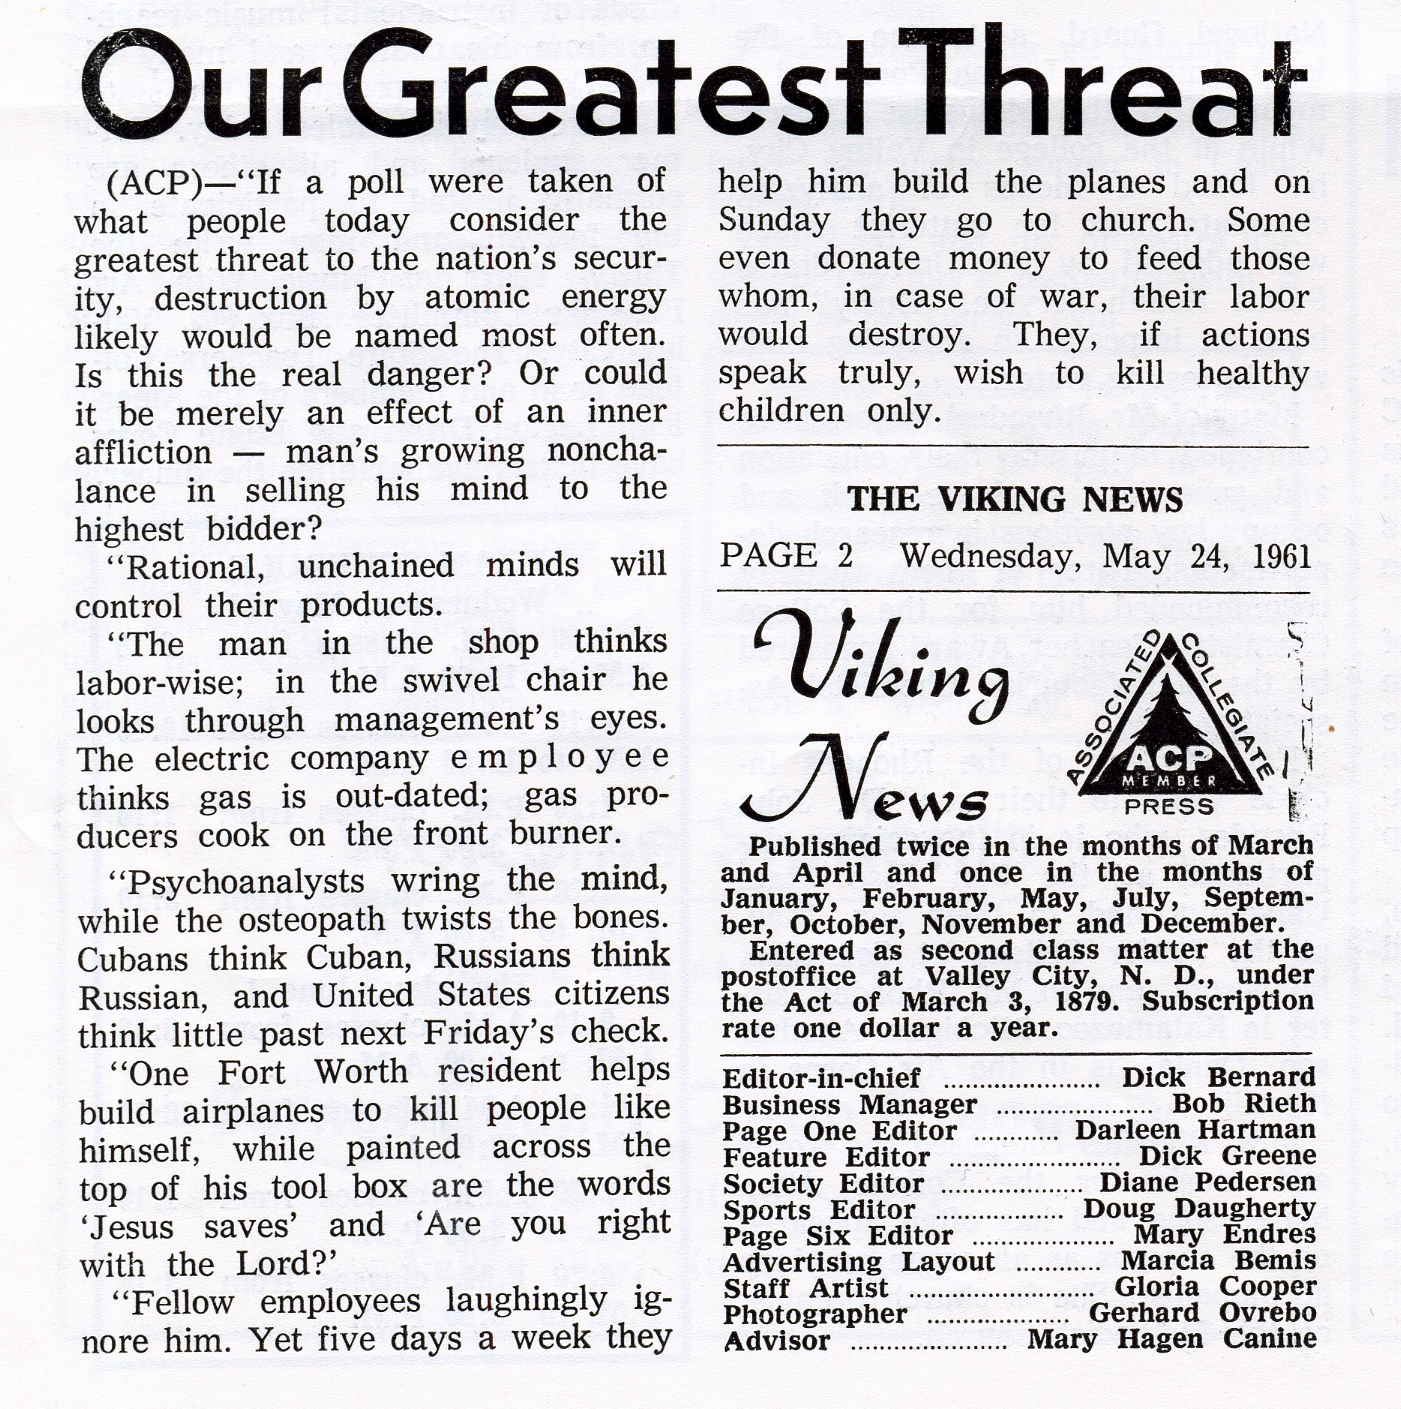 Our Greatest Threat
(ACP)—“If a poll were taken of
what people today consider the
greatest threat to the nation's secur-
ity, destruction by atomic energy
likely would be named most often.
Is this the real danger? Or could
it be merely an effect of an inner
affliction — man's growing noncha-
lance in selling his mind to the
highest bidder?
“Rational, unchained minds will
control their products.
“The man in the shop thinks
labor-wise; in the swivel chair he
looks through management's eyes.
The electric company employee
thinks gas is out-dated; gas pro-
ducers cook on the front burner.
“Psychoanalysts wring the mind,
while the osteopath twists the bones.
Cubans think Cuban, Russians think
Russian, and United States citizens
think little past next Friday's check.
“One Fort Worth resident helps
build airplanes to kill people like
himself, while painted across the
top of his tool box are the words
‘Jesus saves’ and ‘Are you right
with the Lord?’
“Fellow employees laughingly ig-
nore him. Yet five days a week they
help him build the planes and on
Sunday they go to church. Some
even donate money to feed those
whom, in case of war, their labor
would destroy. They, if actions
speak truly, wish to kill healthy
children only.
THE VIKING NEWS
PAGE 2 Wednesday, May 24, 1961
Viking
News
ASSOCIATED COLLEGIATE
ACP
MEMBER
PRESS
Published twice in the months of March
and April and once in the months of
January, February, May, July, Septem-
ber, October, November and December.
Entered as second class matter at the
postoffice at Valley City, N. D., under
the Act of March 3, 1879. Subscription
rate one dollar a year.
Editor-in-chief ...................... Dick Bernard
Business Manager ...................... Bob Rieth
Page One Editor ............ Darleen Hartman
Feature Editor ........................ Dick Greene
Society Editor .................... Diane Pedersen
Sports Editor .................. Doug Daugherty
Page Six Editor .................... Mary Endres
Advertising Layout ............ Marcia Bemis
Staff Artist .......................... Gloria Cooper
Photographer .................... Gerhard Ovrebo
Advisor ...................... Mary Hagen Canine